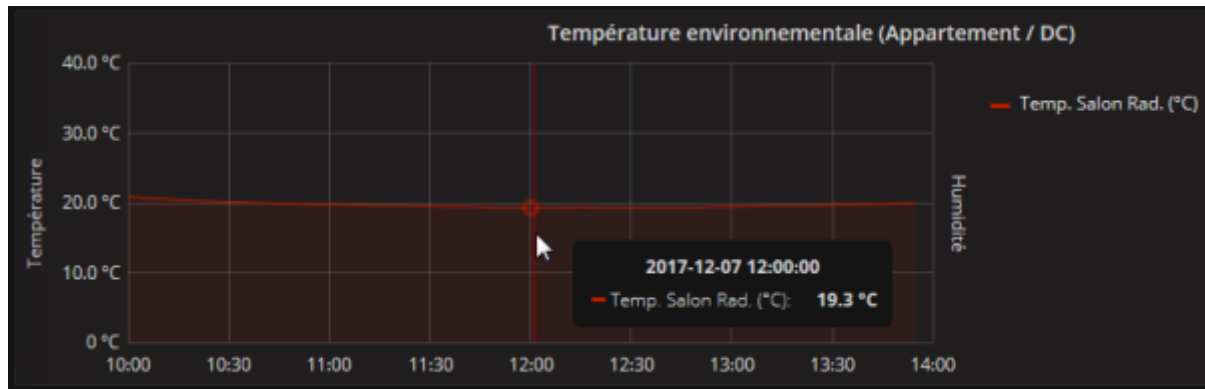 Température environnementale (Appartement / DC)
40.0 °C
30.0 °C
20.0 °C
10.0 °C
0 °C
Température
10:00 10:30 11:00 11:30 12:00 12:30 13:00 13:30 14:00
Humidité
Temp. Salon Rad. (°C)
2017-12-07 12:00:00
Temp. Salon Rad. (°C): 19.3 °C